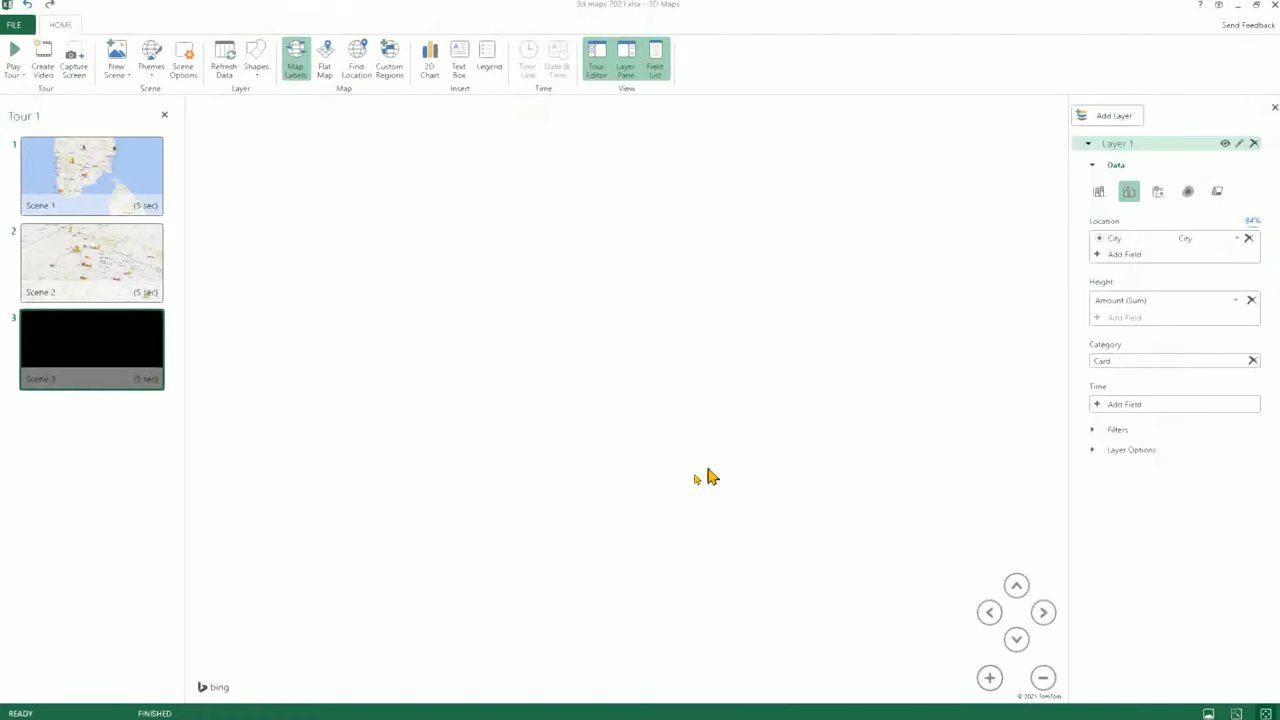 3d maps 2021.xlsx - 3D Maps
?
FILE
HOME
Send Feedback
Play Tour
Create Video
Capture Screen
New Scene
Themes
Scene Options
Refresh Data
Shapes
Map Labels
Flat Map
Find Location
Custom Regions
2D Chart
Text Box
Legend
Time Line
Date & Time
Tour Editor
Layer Pane
Field List
Tour
Scene
Layer
Map
Insert
Time
View
Tour 1
1
Scene 1 (5 sec)
2
Scene 2 (5 sec)
3
Scene 3 (5 sec)
Add Layer
Layer 1
Data
Location 84%
City City
Add Field
Height
Amount (Sum)
Add Field
Category
Card
Time
Add Field
Filters
Layer Options
bing
© 2021 TomTom
READY FINISHED